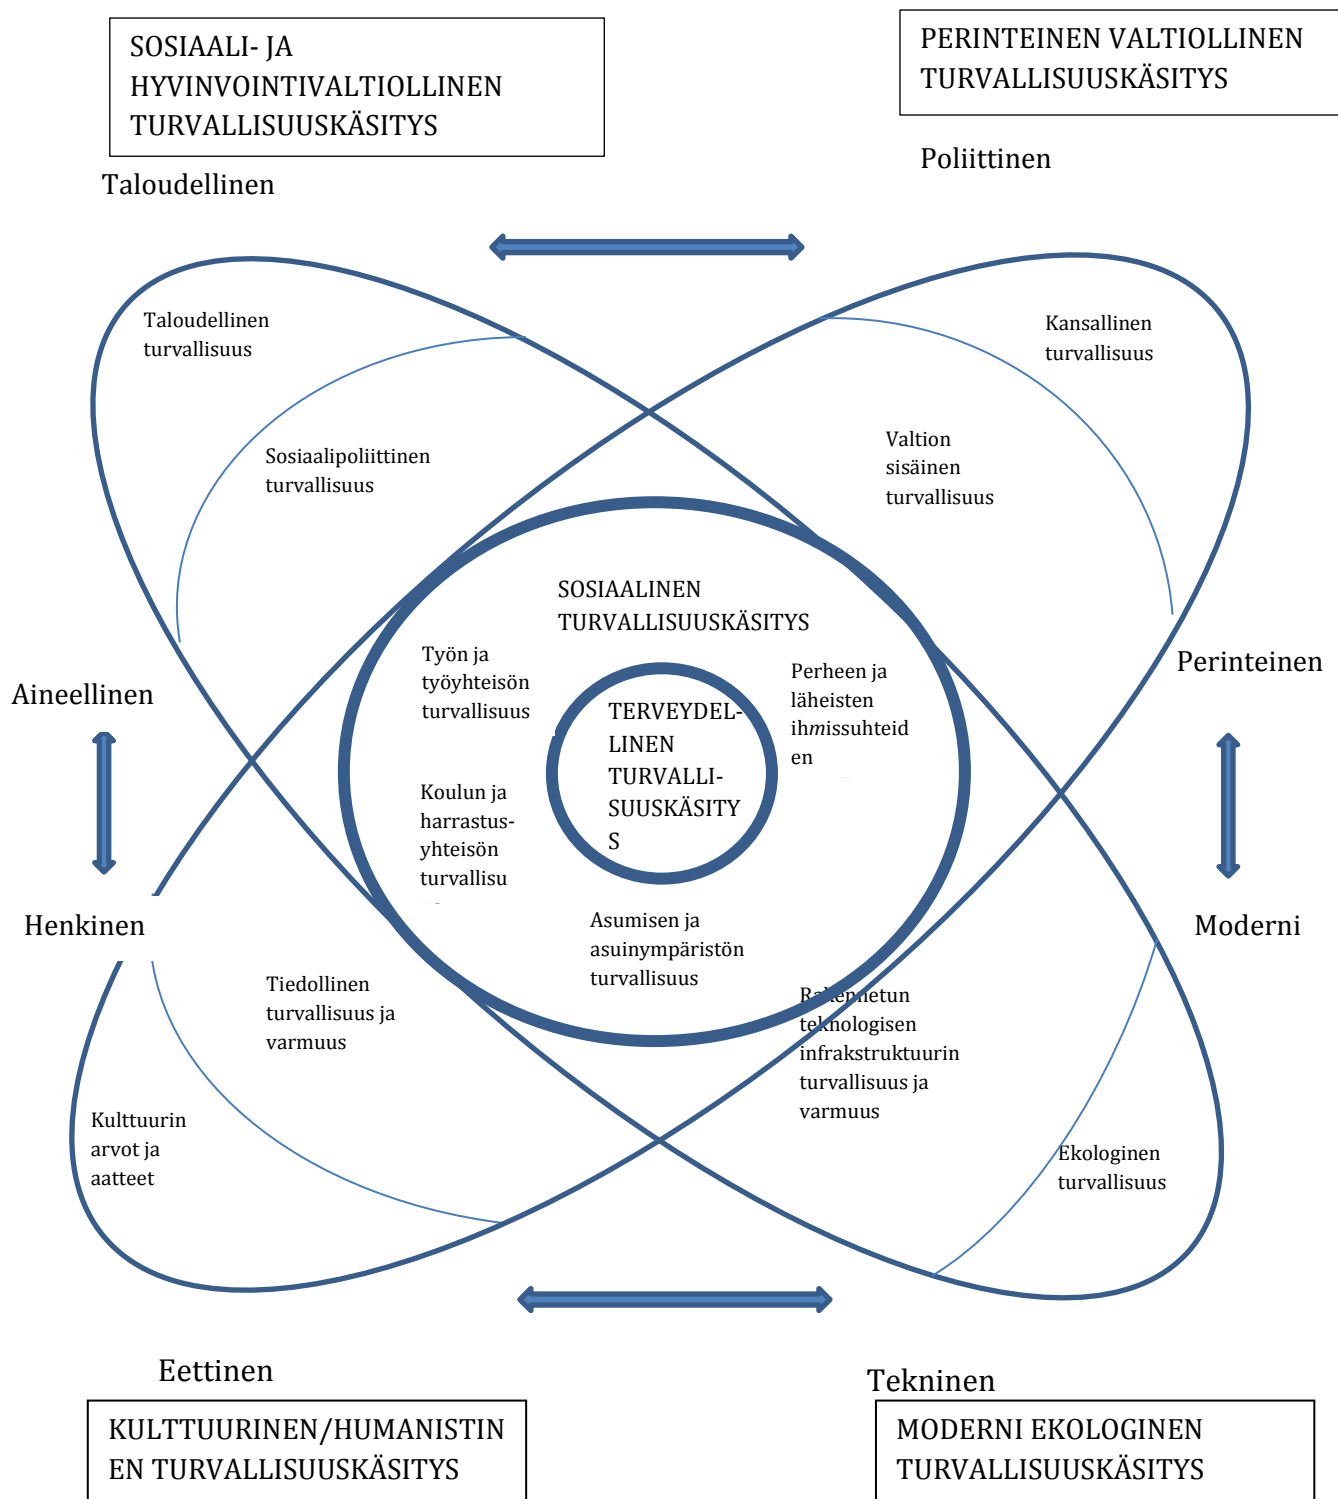 SOSIAALI- JA
HYVINVOINTIVALTIOLLINEN
TURVALLISUUSKÄSITYS
PERINTEINEN VALTIOLLINEN
TURVALLISUUSKÄSITYS
Taloudellinen
Poliittinen
Taloudellinen
turvallisuus
Kansallinen
turvallisuus
Sosiaalipoliittinen
turvallisuus
Valtion
sisäinen
turvallisuus
SOSIAALINEN
TURVALLISUUSKÄSITYS
Työn ja
työyhteisön
turvallisuus
Perheen ja
läheisten
ihmissuhteid
en
TERVEYDEL-
LINEN
TURVALLI-
SUUSKÄSITY
S
Aineellinen
Perinteinen
Koulun ja
harrastus-
yhteisön
turvallisu
Henkinen
Moderni
Asumisen ja
asuinympäristön
turvallisuus
Tiedollinen
turvallisuus ja
varmuus
Rakennetun
teknologisen
infrakstruktuurin
turvallisuus ja
varmuus
Kulttuurin
arvot ja
aatteet
Ekologinen
turvallisuus
Eettinen
Tekninen
KULTTUURINEN/HUMANISTIN
EN TURVALLISUUSKÄSITYS
MODERNI EKOLOGINEN
TURVALLISUUSKÄSITYS